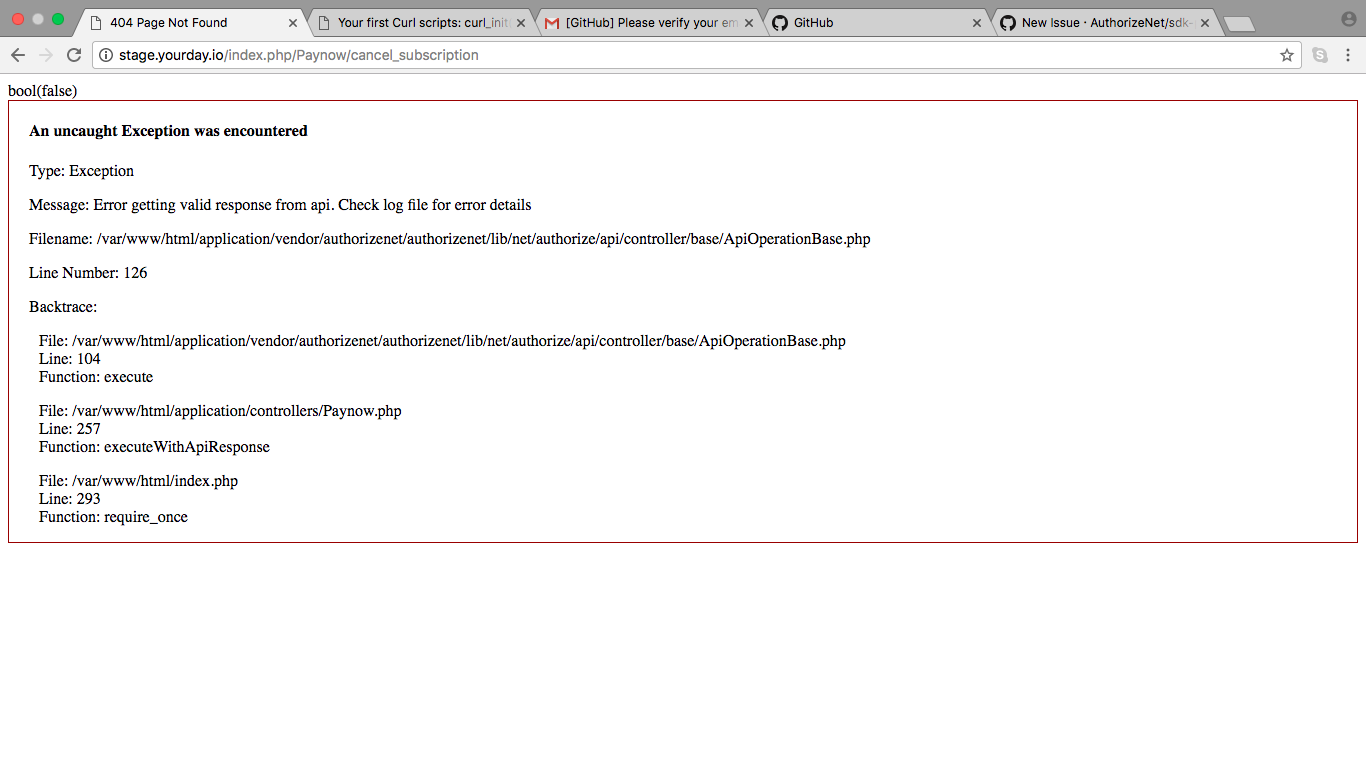 404 Page Not Found
Your first Curl scripts: curl_init
[GitHub] Please verify your em
GitHub
New Issue · AuthorizeNet/sdk-
stage.yourday.io/index.php/Paynow/cancel_subscription
bool(false)
An uncaught Exception was encountered
Type: Exception
Message: Error getting valid response from api. Check log file for error details
Filename: /var/www/html/application/vendor/authorizenet/authorizenet/lib/net/authorize/api/controller/base/ApiOperationBase.php
Line Number: 126
Backtrace:
File: /var/www/html/application/vendor/authorizenet/authorizenet/lib/net/authorize/api/controller/base/ApiOperationBase.php
Line: 104
Function: execute
File: /var/www/html/application/controllers/Paynow.php
Line: 257
Function: executeWithApiResponse
File: /var/www/html/index.php
Line: 293
Function: require_once